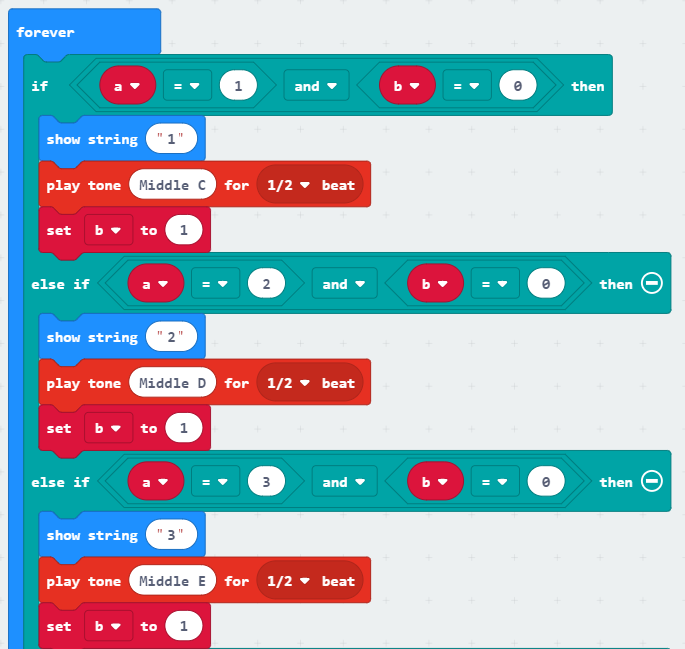 forever
if a = 1 and b = 0 then
show string "1"
play tone Middle C for 1/2 beat
set b to 1
else if a = 2 and b = 0 then
show string "2"
play tone Middle D for 1/2 beat
set b to 1
else if a = 3 and b = 0 then
show string "3"
play tone Middle E for 1/2 beat
set b to 1